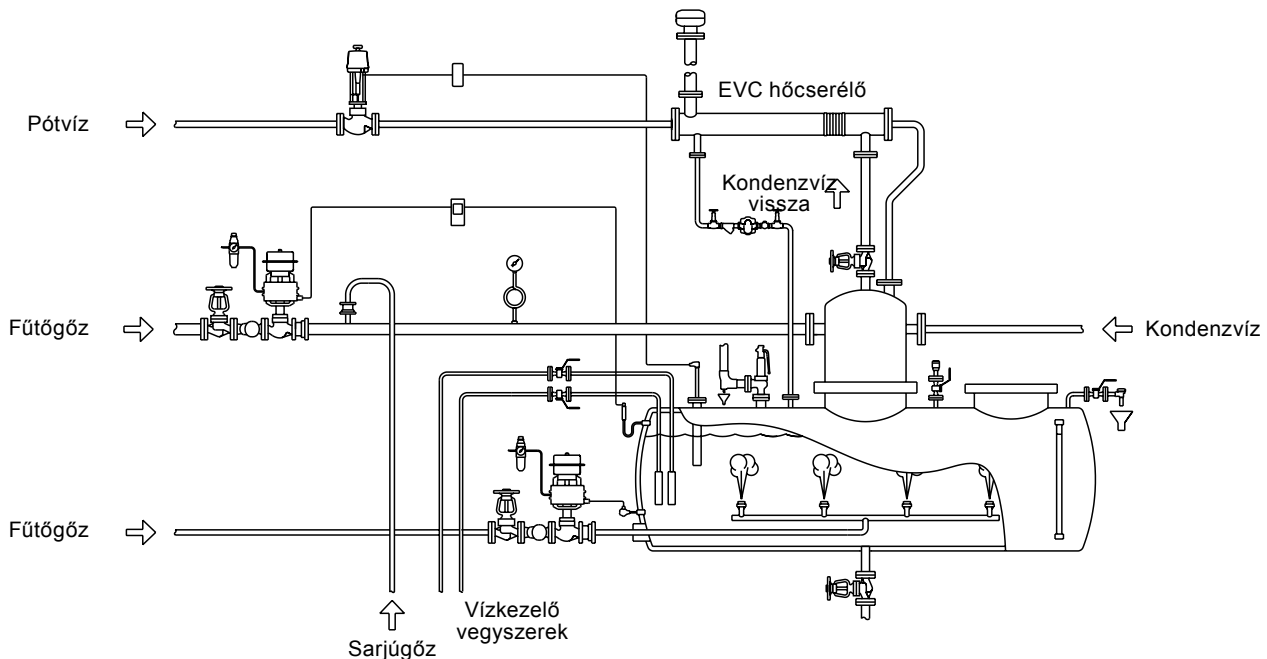 EVC hőcserélő
Pótvíz
Kondenzvíz
vissza
Fűtőgőz
Kondenzvíz
Fűtőgőz
Vízkezelő
vegyszerek
Sarjúgőz